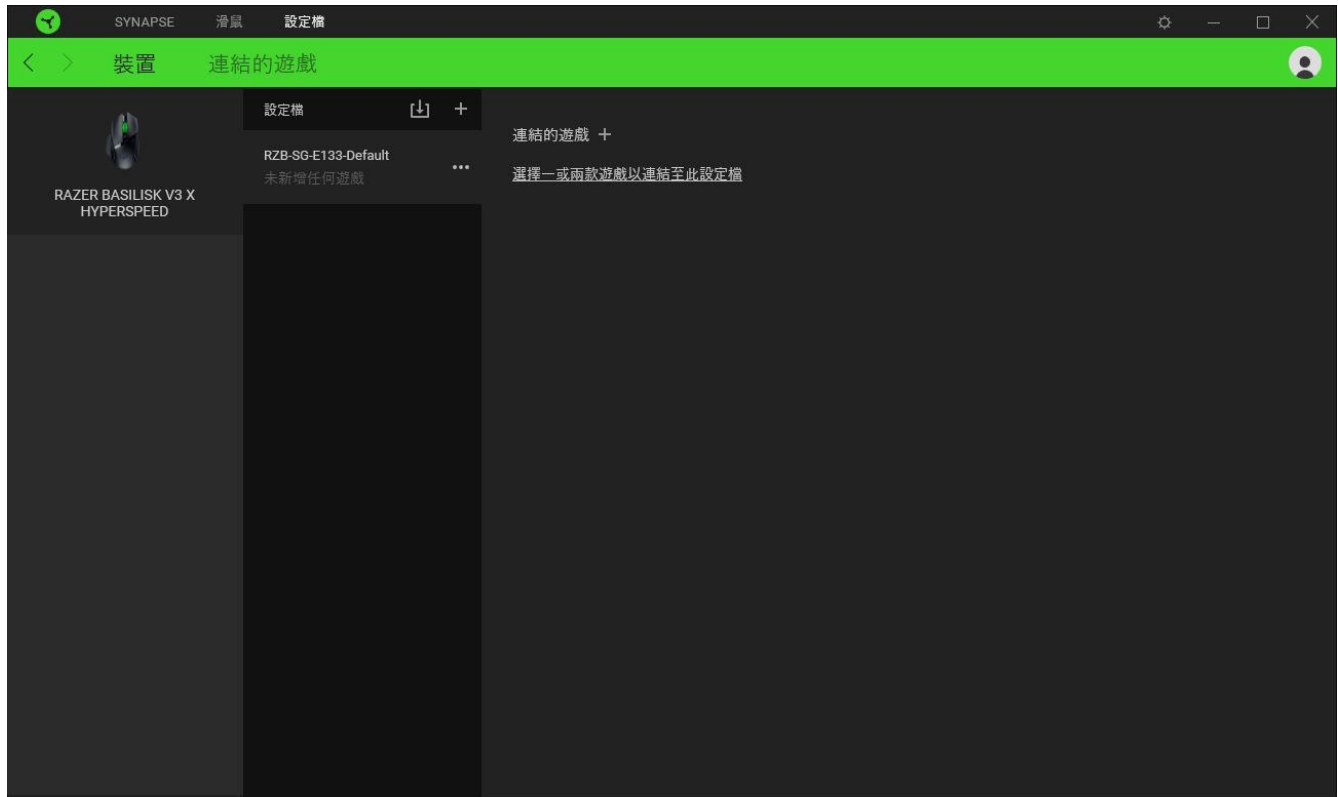 SYNAPSE 滑鼠 設定檔
裝置 連結的遊戲
RAZER BASILISK V3 X
HYPERSPEED
設定檔
RZB-SG-E133-Default
未新增任何遊戲
連結的遊戲
選擇一或兩款遊戲以連結至此設定檔